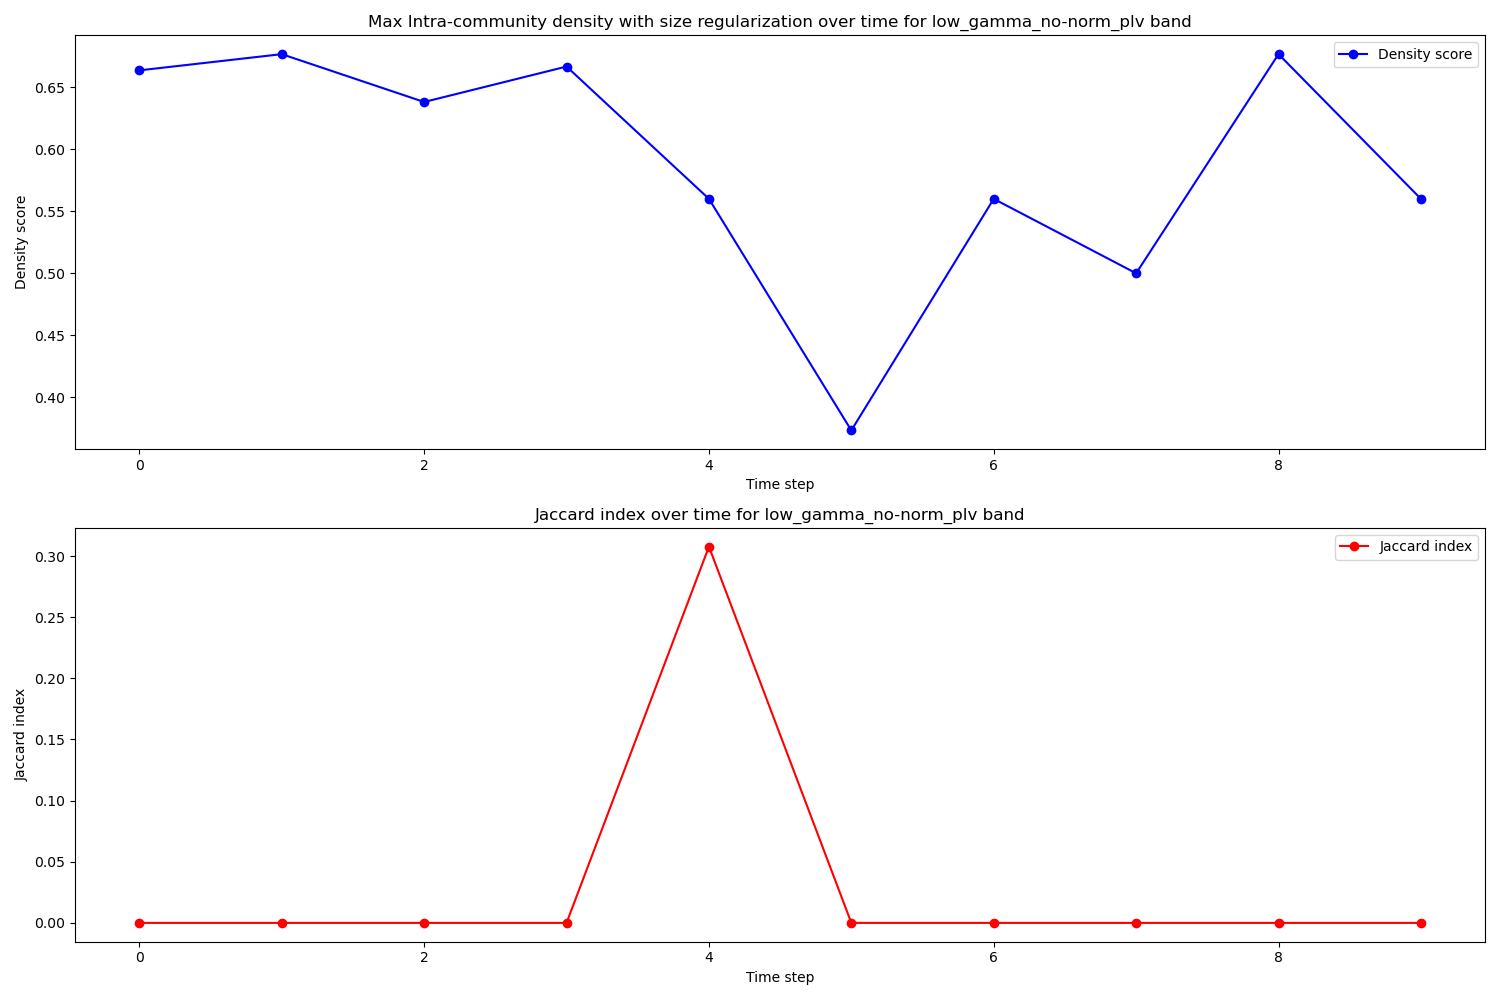 Max Intra-community density with size regularization over time for low_gamma_no-norm_plv band
Density score
0.65
0.60
0.55
0.50
0.45
0.40
Density score
0 2 4 6 8
Time step
Jaccard index over time for low_gamma_no-norm_plv band
Jaccard index
0.30
0.25
0.20
0.15
0.10
0.05
0.00
Jaccard index
0 2 4 6 8
Time step